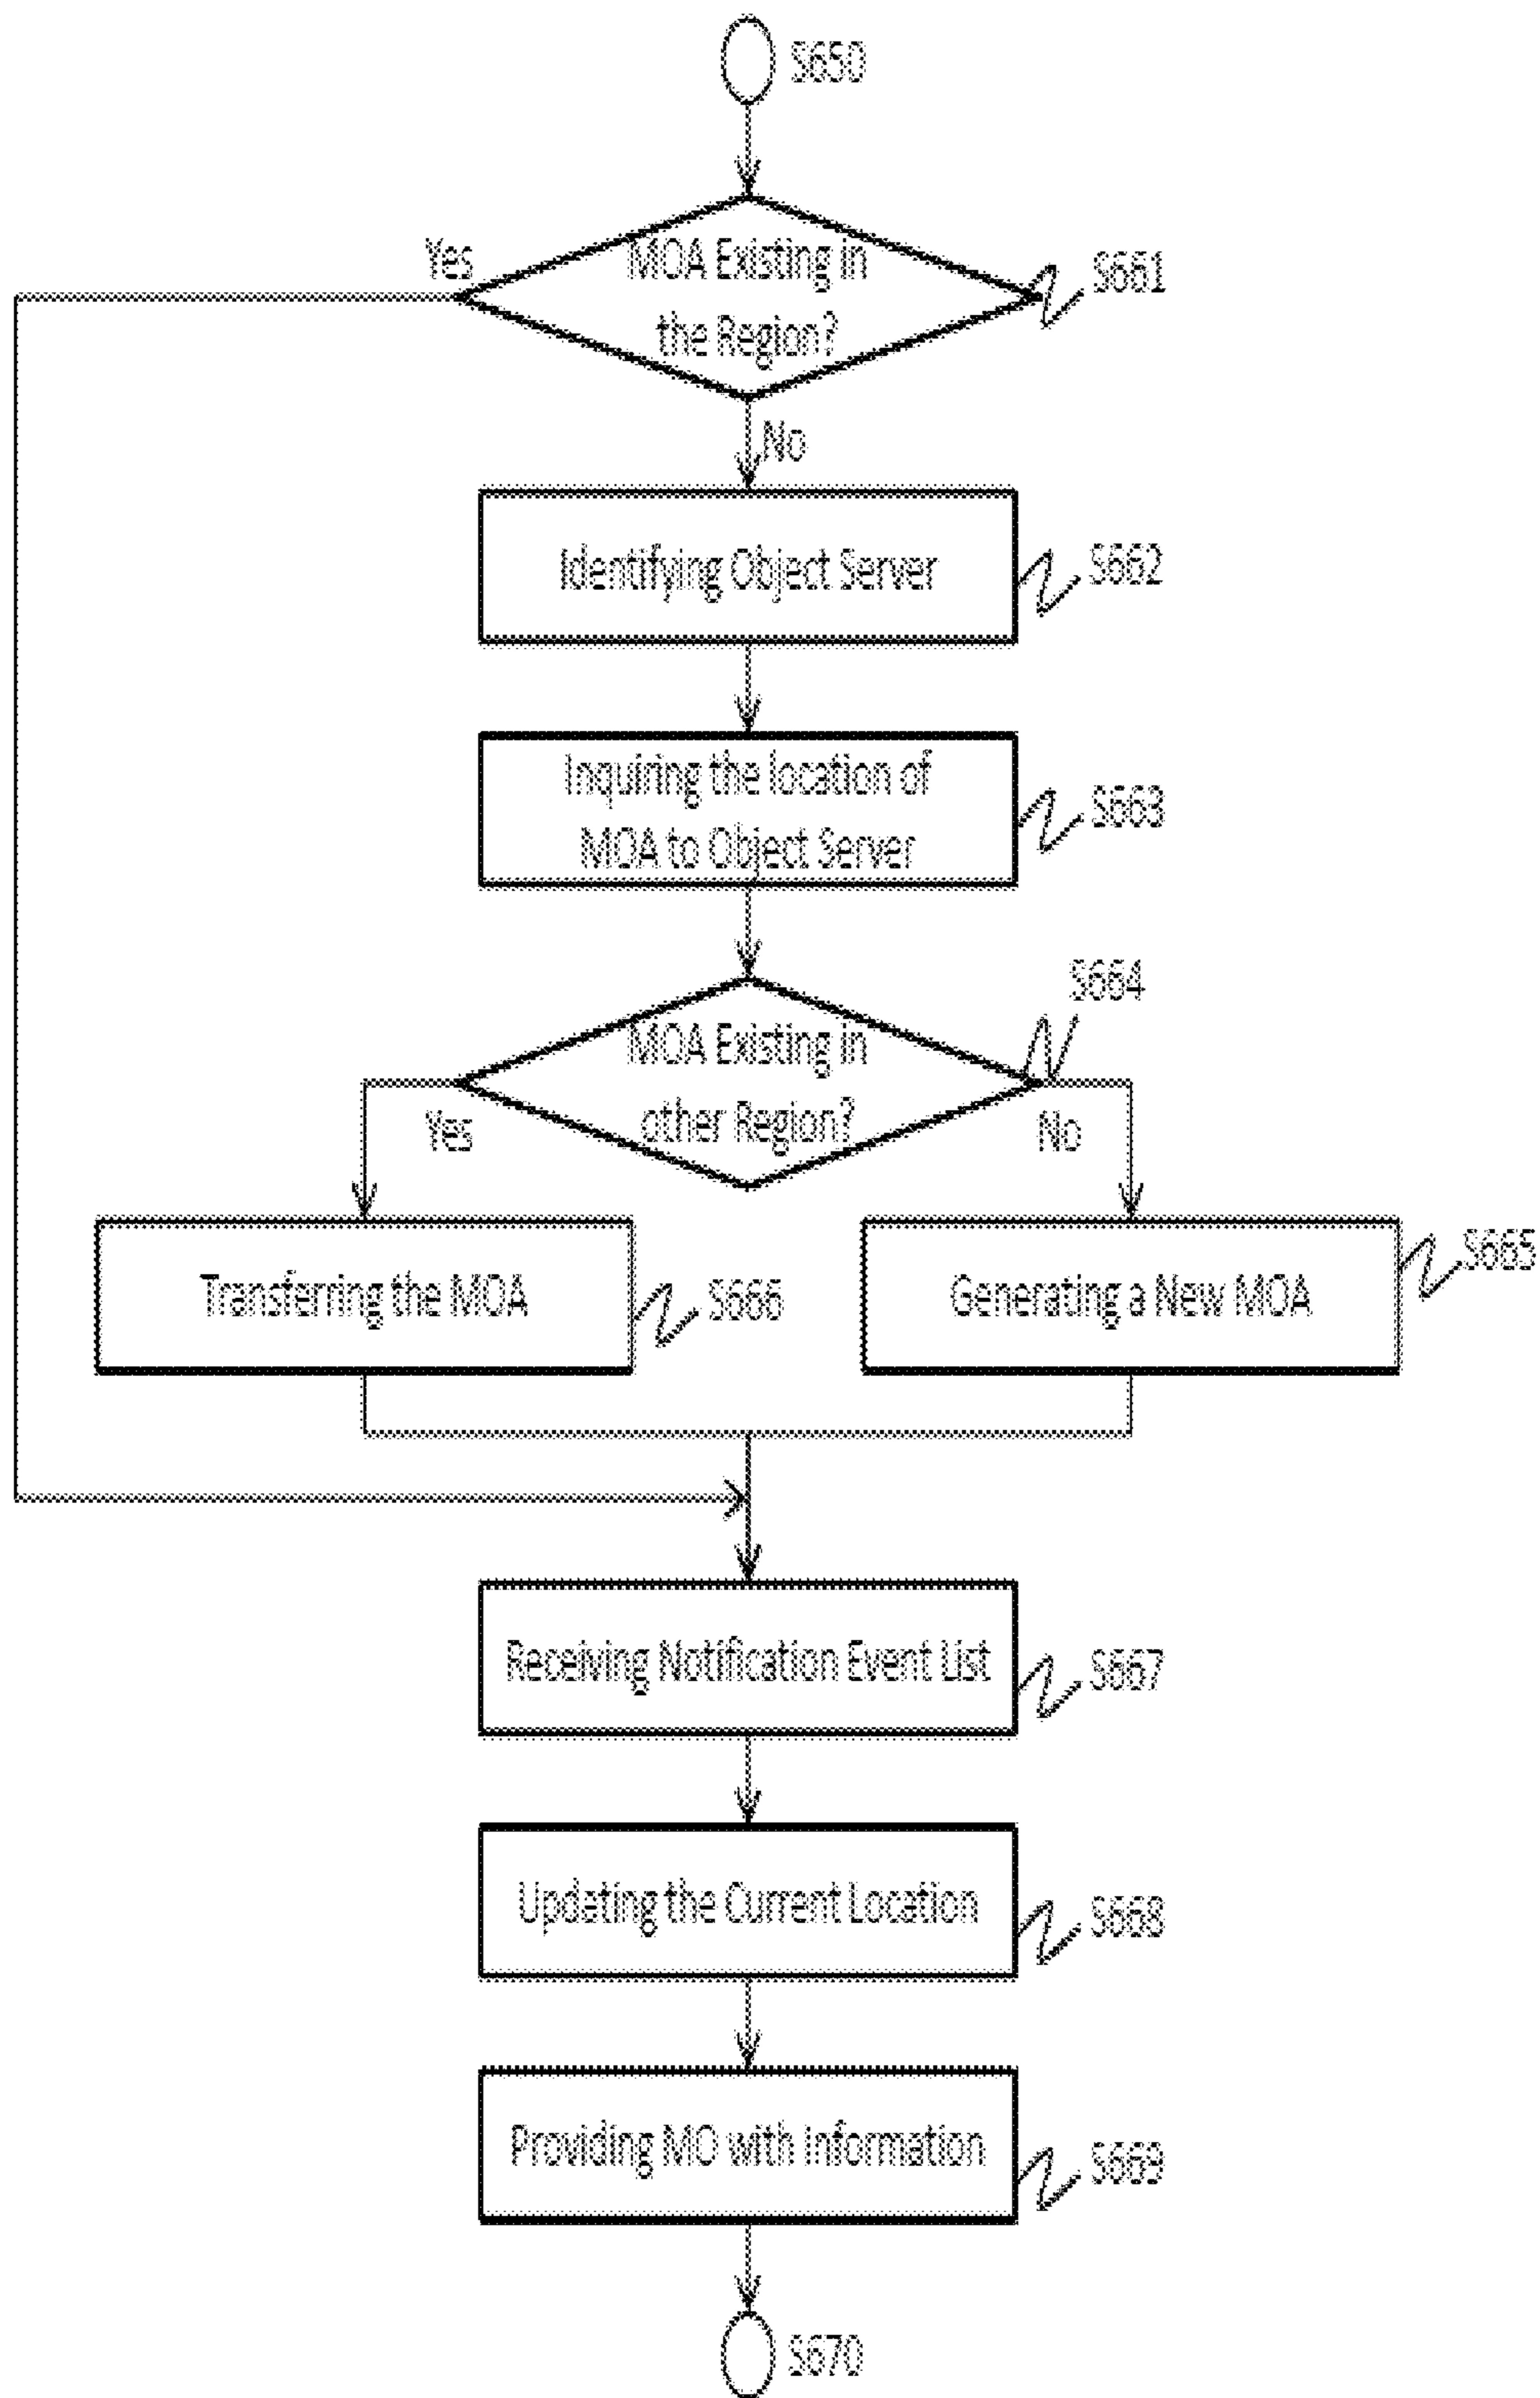 S650
Yes
MOA Existing in
the Region?
S661
No
Identifying Object Server
S662
Inquiring the location of
MOA to Object Server
S663
S664
MOA Existing in
other Region?
Yes
No
Transferring the MOA
S666
Generating a New MOA
S665
Receiving Notification Event List
S667
Updating the Current Location
S668
Providing MO with Information
S669
S670